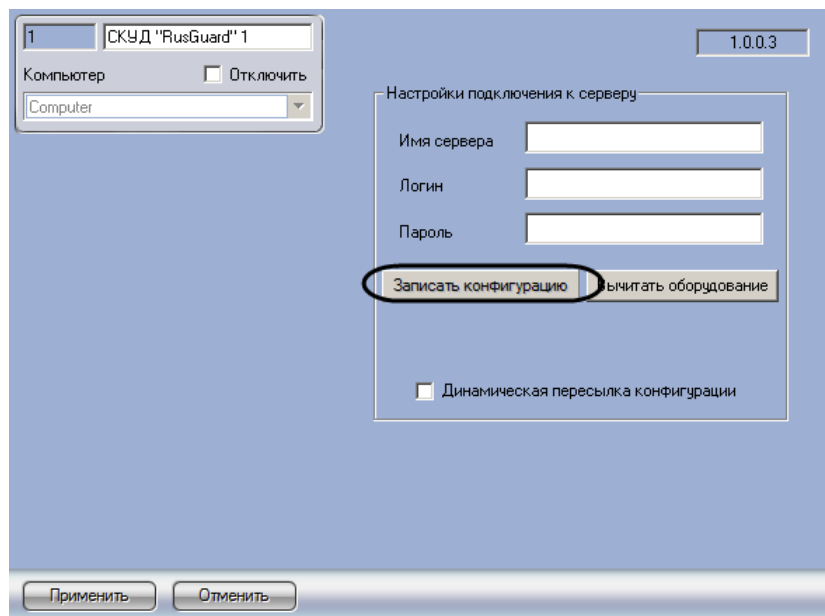 1
СКУД "RusGuard" 1
1.0.0.3
Компьютер
Отключить
Computer
Настройки подключения к серверу
Имя сервера
Логин
Пароль
Записать конфигурацию
Вычитать оборудование
Динамическая пересылка конфигурации
Применить
Отменить